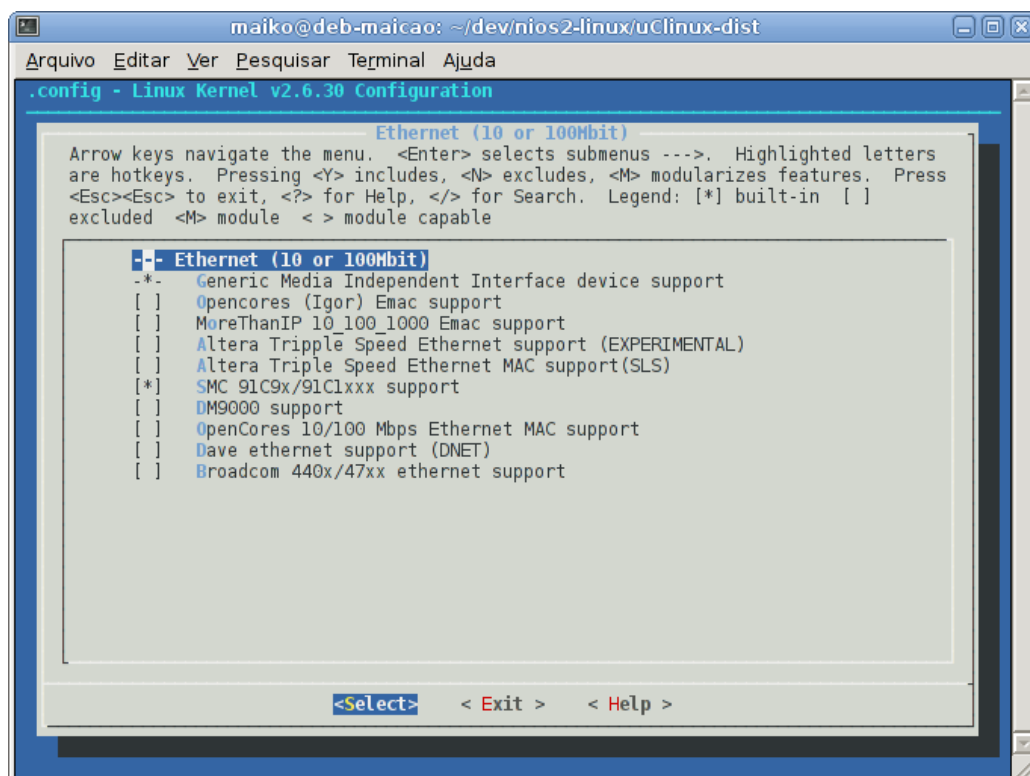 maiko@deb-maicao: ~/dev/nios2-linux/uClinux-dist
Arquivo Editar Ver Pesquisar Terminal Ajuda
.config - Linux Kernel v2.6.30 Configuration
Ethernet (10 or 100Mbit)
Arrow keys navigate the menu. <Enter> selects submenus --->. Highlighted letters
are hotkeys. Pressing <Y> includes, <N> excludes, <M> modularizes features. Press
<Esc><Esc> to exit, <?> for Help, </> for Search. Legend: [*] built-in [ ]
excluded <M> module < > module capable
--- Ethernet (10 or 100Mbit)
-*- Generic Media Independent Interface device support
[ ] Opencores (Igor) Emac support
[ ] MoreThanIP 10_100_1000 Emac support
[ ] Altera Tripple Speed Ethernet support (EXPERIMENTAL)
[ ] Altera Triple Speed Ethernet MAC support(SLS)
[*] SMC 91C9x/91C1xxx support
[ ] DM9000 support
[ ] OpenCores 10/100 Mbps Ethernet MAC support
[ ] Dave ethernet support (DNET)
[ ] Broadcom 440x/47xx ethernet support
<Select> < Exit > < Help >